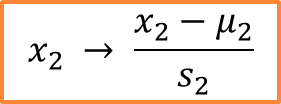 x₂ → (x₂ − μ₂) / s₂